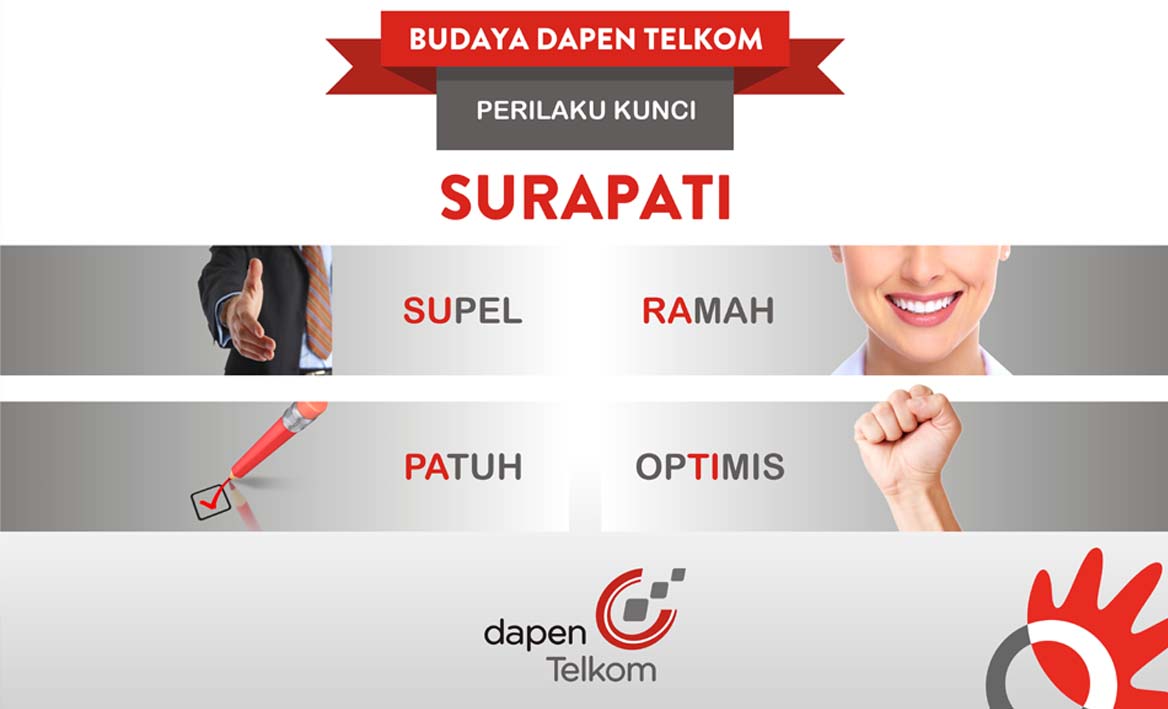 BUDAYA DAPEN TELKOM
PERILAKU KUNCI
SURAPATI
SUPEL
RAMAH
PATUH
OPTIMIS
dapen
Telkom